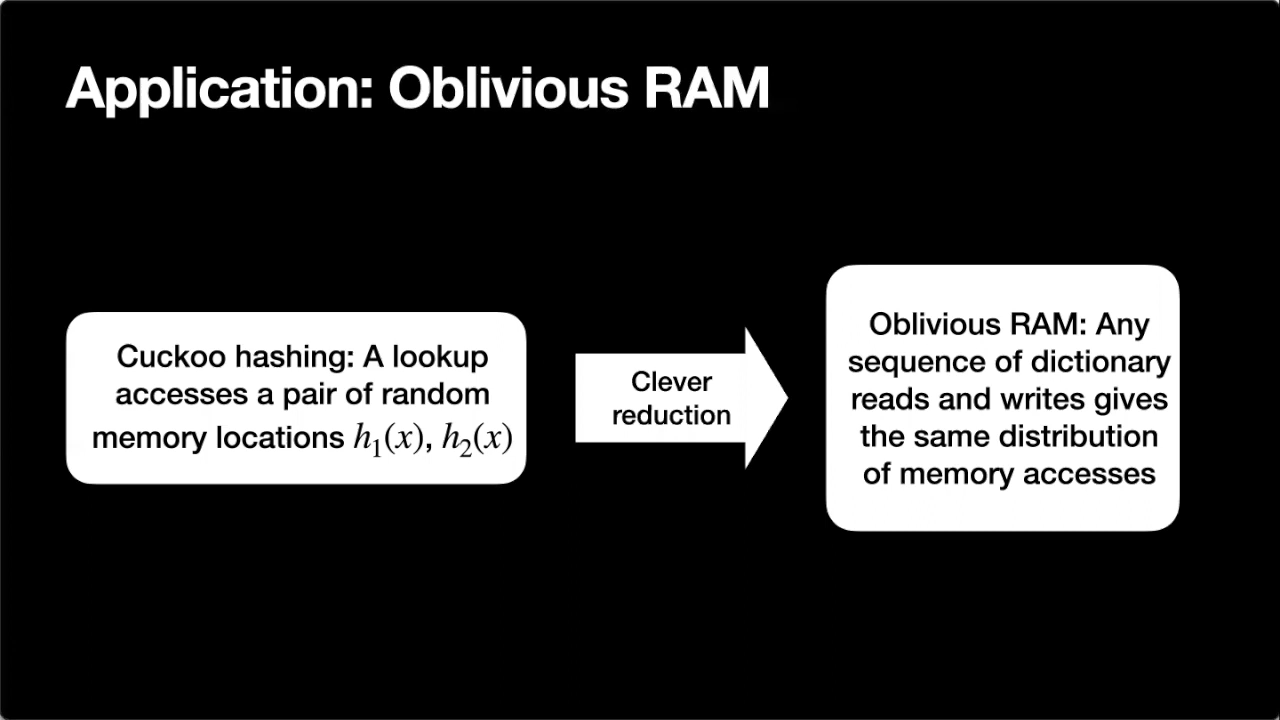 Application: Oblivious RAM
Cuckoo hashing: A lookup
accesses a pair of random
memory locations h₁(x), h₂(x)
Clever
reduction
Oblivious RAM: Any
sequence of dictionary
reads and writes gives
the same distribution
of memory accesses